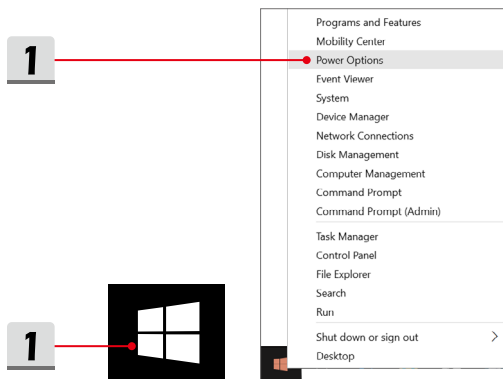 Programs and Features
Mobility Center
1
Power Options
Event Viewer
System
Device Manager
Network Connections
Disk Management
Computer Management
Command Prompt
Command Prompt (Admin)
Task Manager
Control Panel
File Explorer
Search
Run
1
Shut down or sign out
Desktop